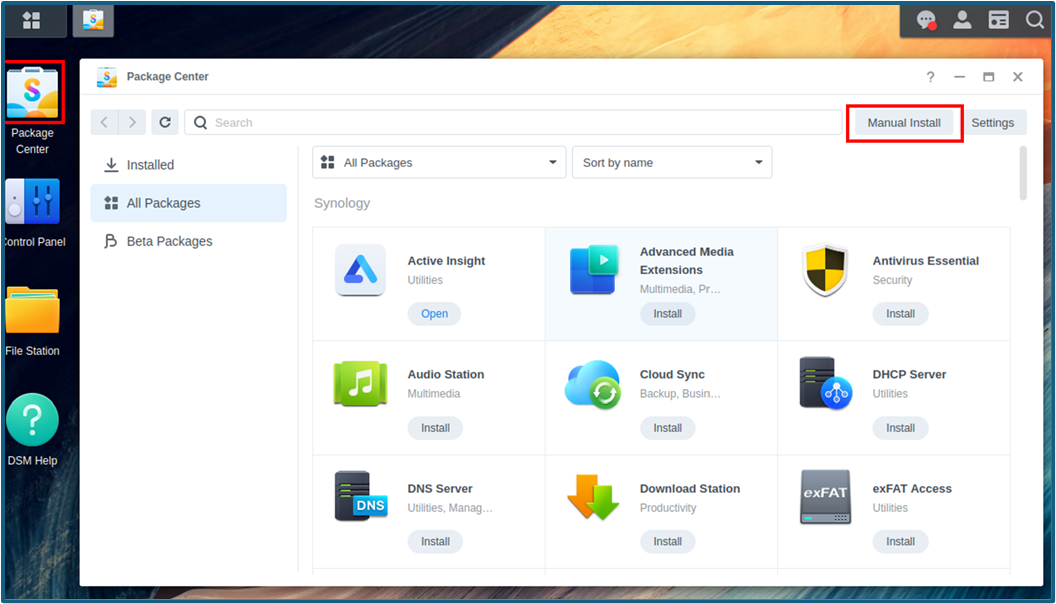 Package Center
Search
Manual Install
Settings
Package
Center
Control Panel
File Station
DSM Help
Installed
All Packages
Beta Packages
All Packages
Sort by name
Synology
Active Insight
Utilities
Open
Advanced Media
Extensions
Multimedia, Pr…
Install
Antivirus Essential
Security
Install
Audio Station
Multimedia
Install
Cloud Sync
Backup, Busin…
Install
DHCP Server
Utilities
Install
DNS
DNS Server
Utilities, Manag…
Install
Download Station
Productivity
Install
exFAT
exFAT Access
Utilities
Install